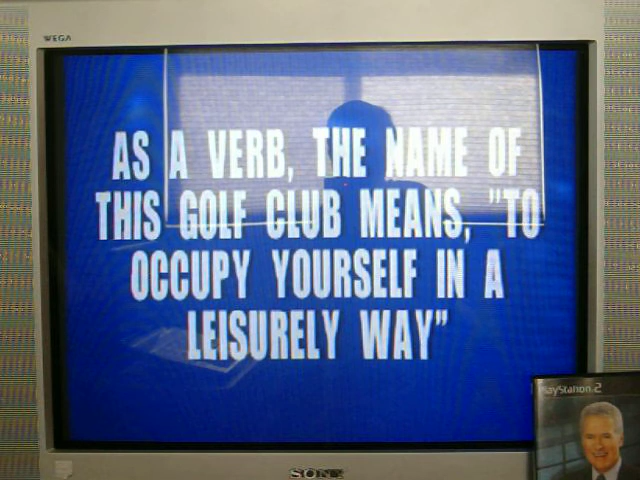 WEGA
AS A VERB, THE NAME OF
THIS GOLF CLUB MEANS, "TO
OCCUPY YOURSELF IN A
LEISURELY WAY"
PlayStation 2
SONY